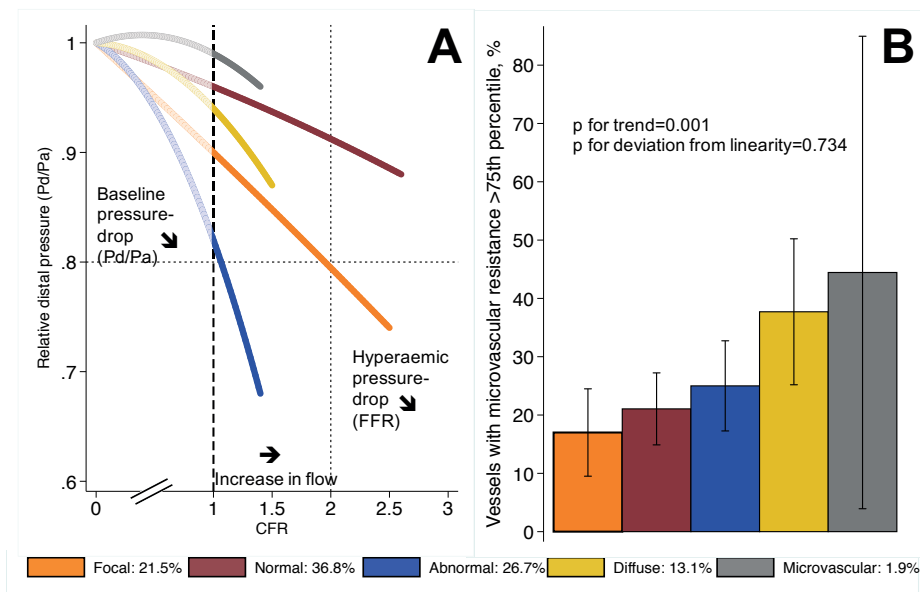 A
Relative distal pressure (Pd/Pa)
1
.9
.8
.7
.6
Baseline
pressure-
drop
(Pd/Pa)
Hyperaemic
pressure-
drop
(FFR)
Increase in flow
0
1
1.5
2
2.5
3
CFR
B
Vessels with microvascular resistance >75th percentile, %
80
70
60
50
40
30
20
10
0
p for trend=0.001
p for deviation from linearity=0.734
Focal: 21.5%
Normal: 36.8%
Abnormal: 26.7%
Diffuse: 13.1%
Microvascular: 1.9%